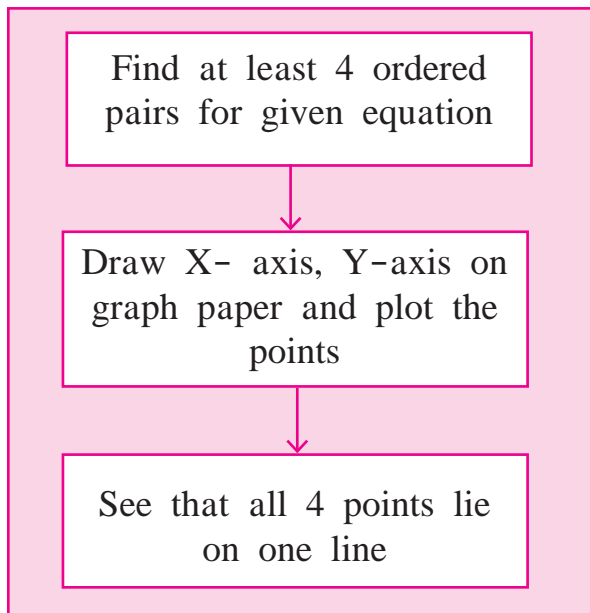 Find at least 4 ordered
pairs for given equation
Draw X- axis, Y-axis on
graph paper and plot the
points
See that all 4 points lie
on one line